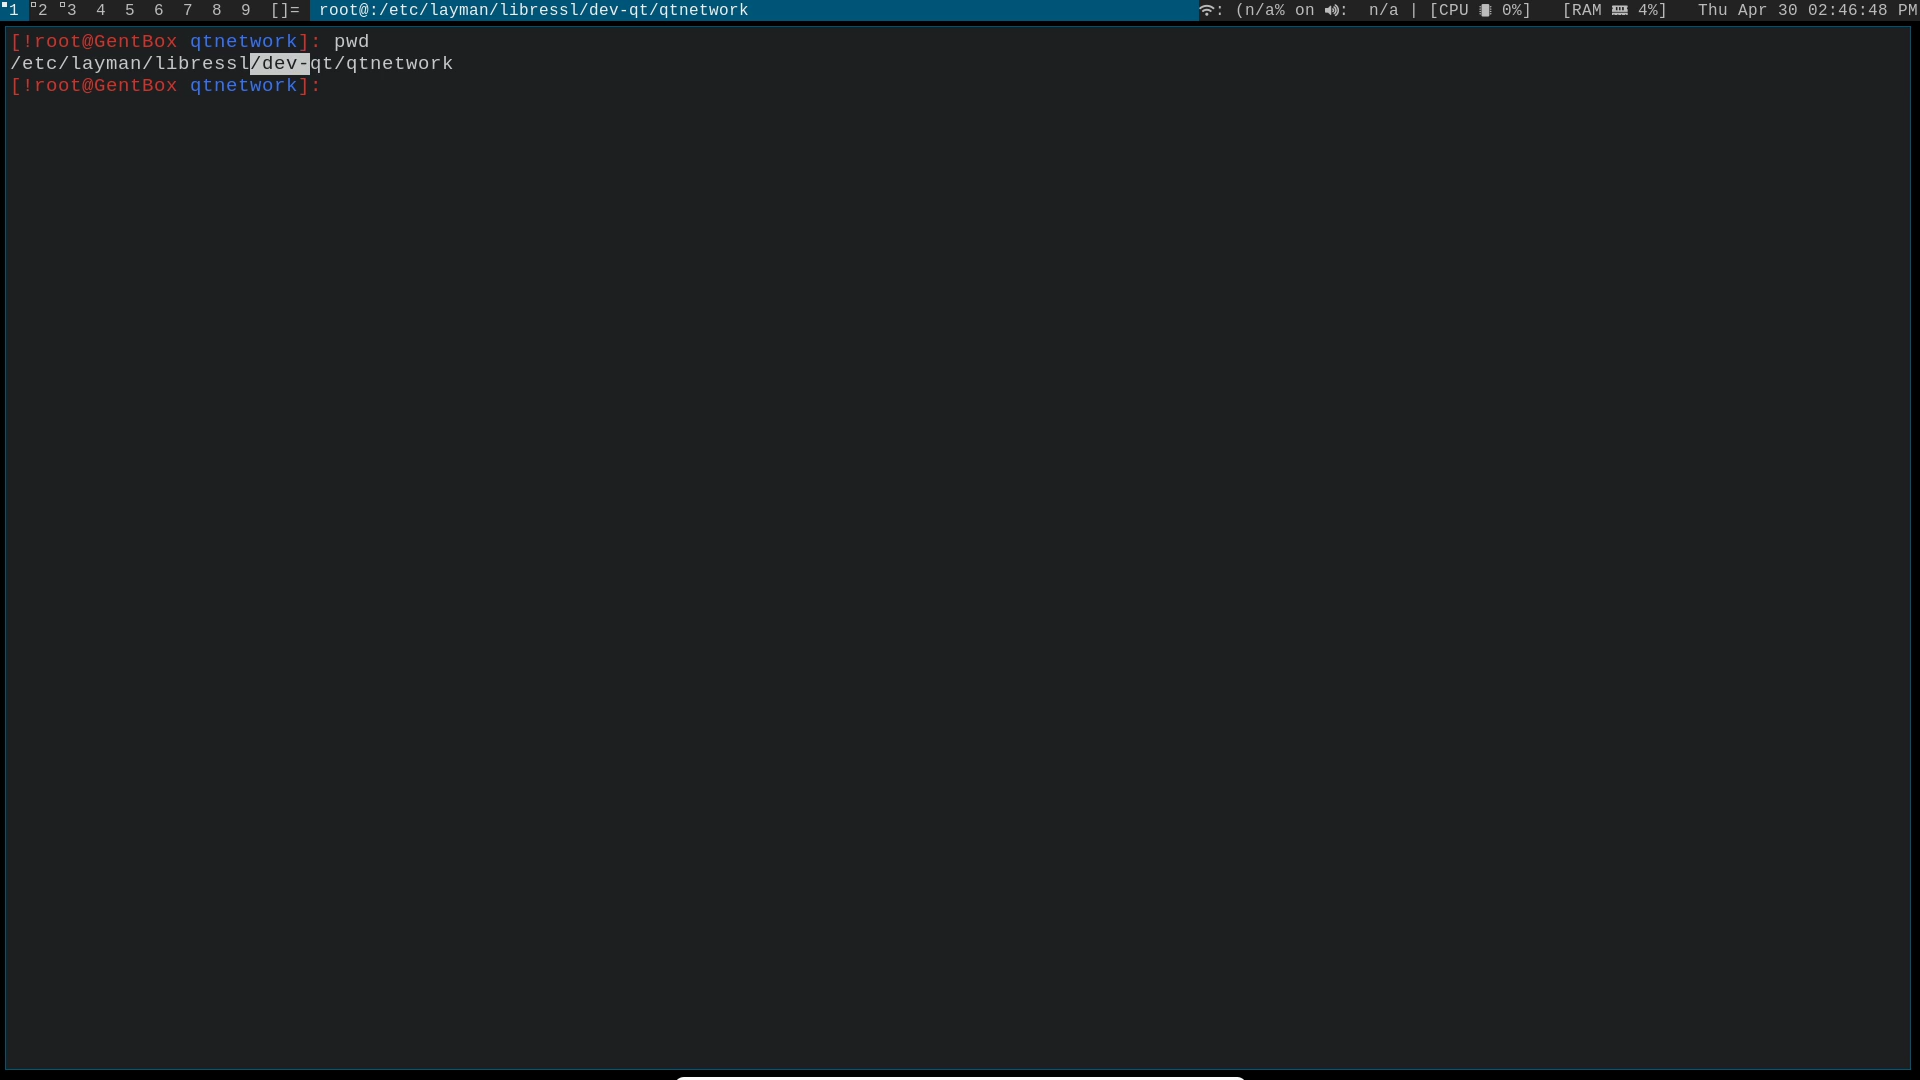 1 2 3 4 5 6 7 8 9 []= root@:/etc/layman/libressl/dev-qt/qtnetwork : (n/a% on : n/a | [CPU 0%] [RAM 4%] Thu Apr 30 02:46:48 PM
[!root@GentBox qtnetwork]: pwd
/etc/layman/libressl/dev-qt/qtnetwork
[!root@GentBox qtnetwork]: